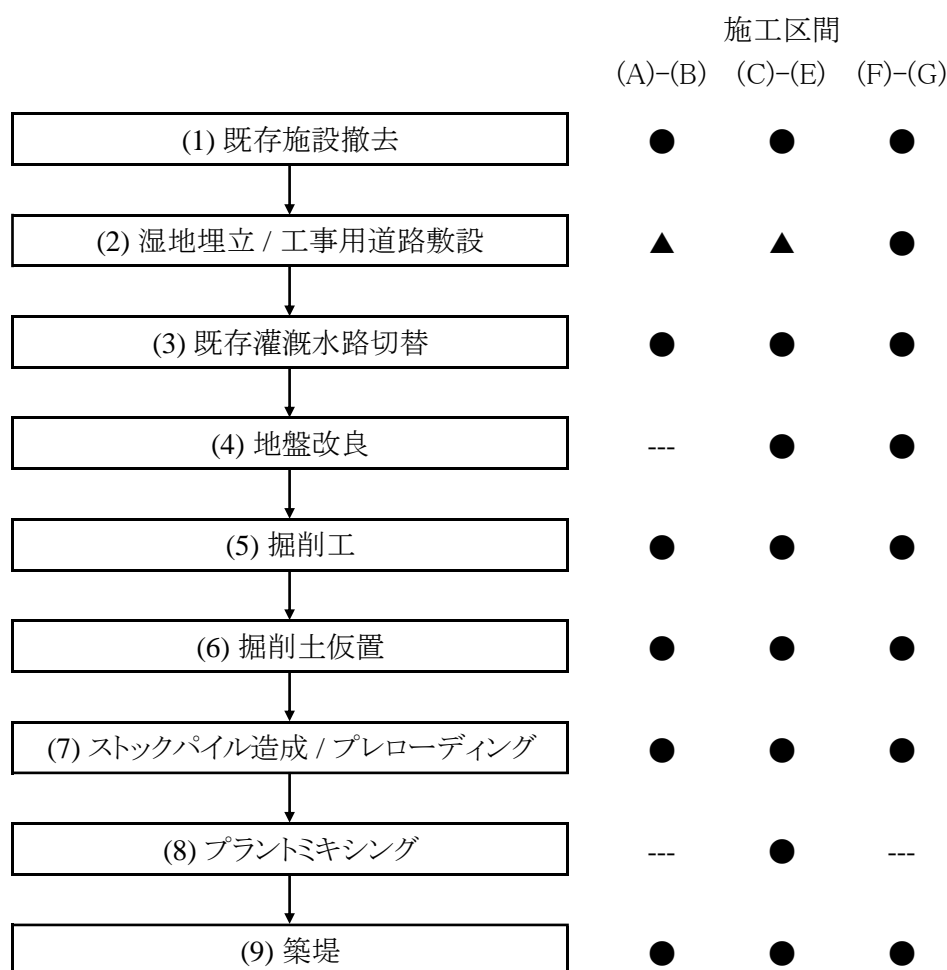 施工区間
(A)-(B) (C)-(E) (F)-(G)
(1) 既存施設撤去 ● ● ●
(2) 湿地埋立 / 工事用道路敷設 ▲ ▲ ●
(3) 既存灌漑水路切替 ● ● ●
(4) 地盤改良 --- ● ●
(5) 掘削工 ● ● ●
(6) 掘削土仮置 ● ● ●
(7) ストックパイル造成 / プレローディング ● ● ●
(8) プラントミキシング --- ● ---
(9) 築堤 ● ● ●